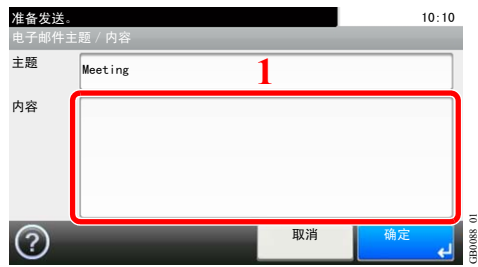 准备发送。 10:10
电子邮件主题 / 内容
主题 Meeting 1
内容
? 取消 确定
GB0088_01